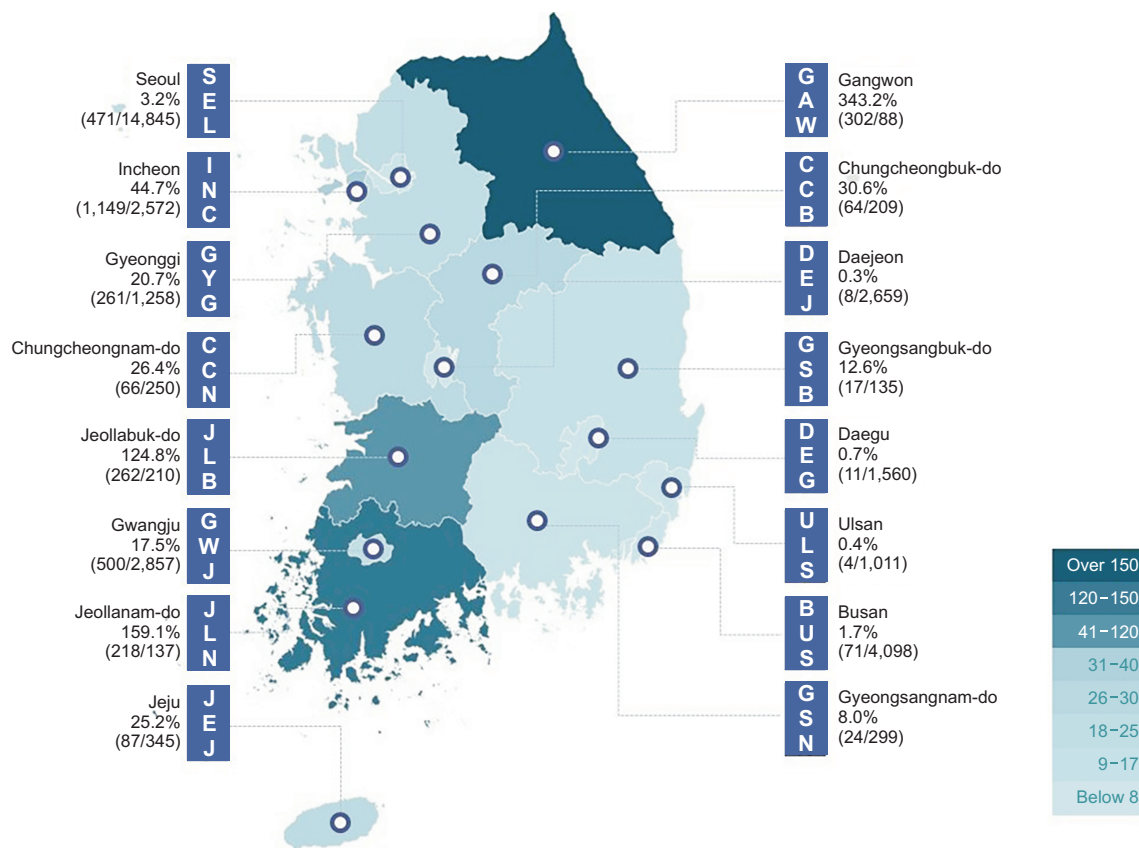 Seoul
3.2%
(471/14,845)
S
E
L
Incheon
44.7%
(1,149/2,572)
I
N
C
Gyeonggi
20.7%
(261/1,258)
G
Y
G
Chungcheongnam-do
26.4%
(66/250)
C
C
N
Jeollabuk-do
124.8%
(262/210)
J
L
B
Gwangju
17.5%
(500/2,857)
G
W
J
Jeollanam-do
159.1%
(218/137)
J
L
N
Jeju
25.2%
(87/345)
J
E
J
G
A
W
Gangwon
343.2%
(302/88)
C
C
B
Chungcheongbuk-do
30.6%
(64/209)
D
E
J
Daejeon
0.3%
(8/2,659)
G
S
B
Gyeongsangbuk-do
12.6%
(17/135)
D
E
G
Daegu
0.7%
(11/1,560)
U
L
S
Ulsan
0.4%
(4/1,011)
B
U
S
Busan
1.7%
(71/4,098)
G
S
N
Gyeongsangnam-do
8.0%
(24/299)
Over 150
120−150
41−120
31−40
26−30
18−25
9−17
Below 8